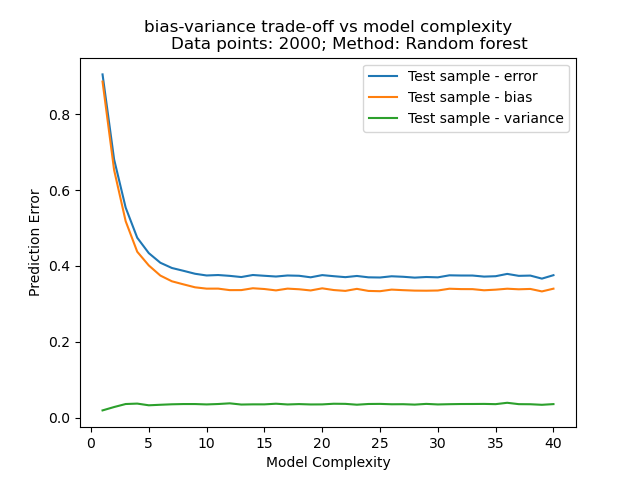 bias-variance trade-off vs model complexity
Data points: 2000; Method: Random forest
Test sample - error
Test sample - bias
Test sample - variance
Prediction Error
0.8
0.6
0.4
0.2
0.0
0 5 10 15 20 25 30 35 40
Model Complexity